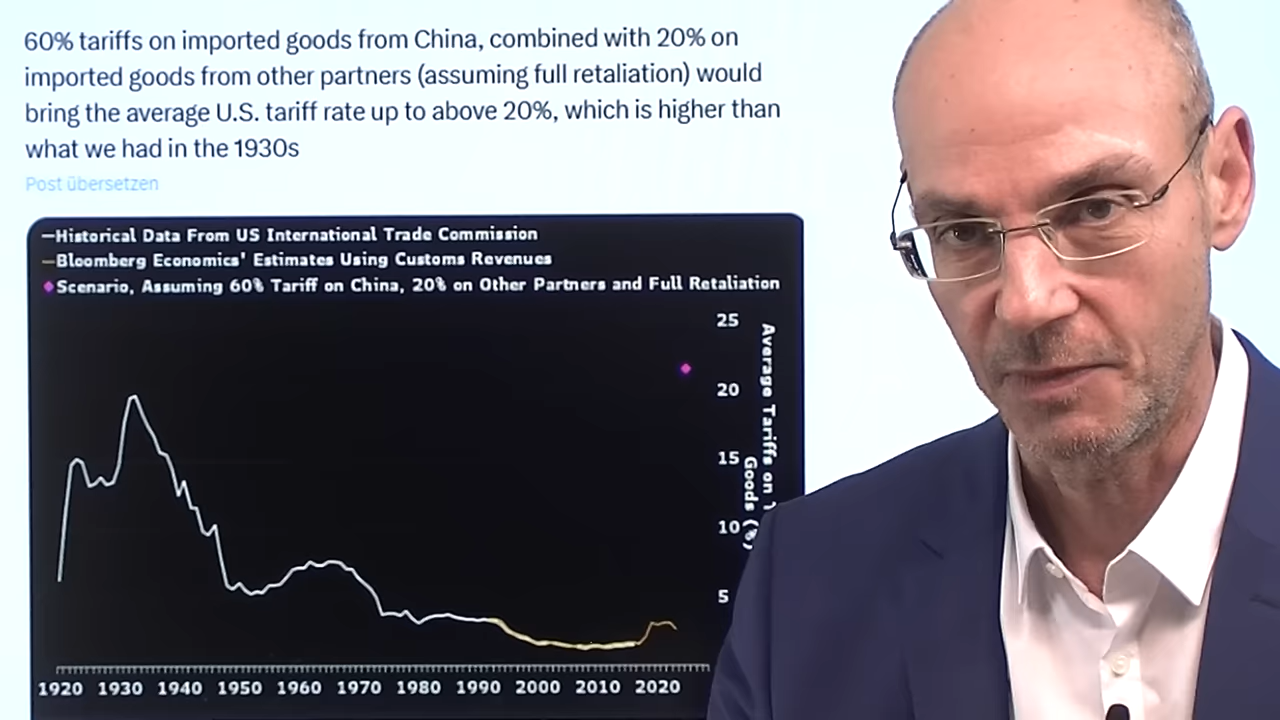 60% tariffs on imported goods from China, combined with 20% on
imported goods from other partners (assuming full retaliation) would
bring the average U.S. tariff rate up to above 20%, which is higher than
what we had in the 1930s
Post übersetzen
Historical Data From US International Trade Commission
Bloomberg Economics' Estimates Using Customs Revenues
Scenario, Assuming 60% Tariff on China, 20% on Other Partners and Full Retaliation
25
20
15
10
5
Average Tariffs on
Goods (%)
1920 1930 1940 1950 1960 1970 1980 1990 2000 2010 2020